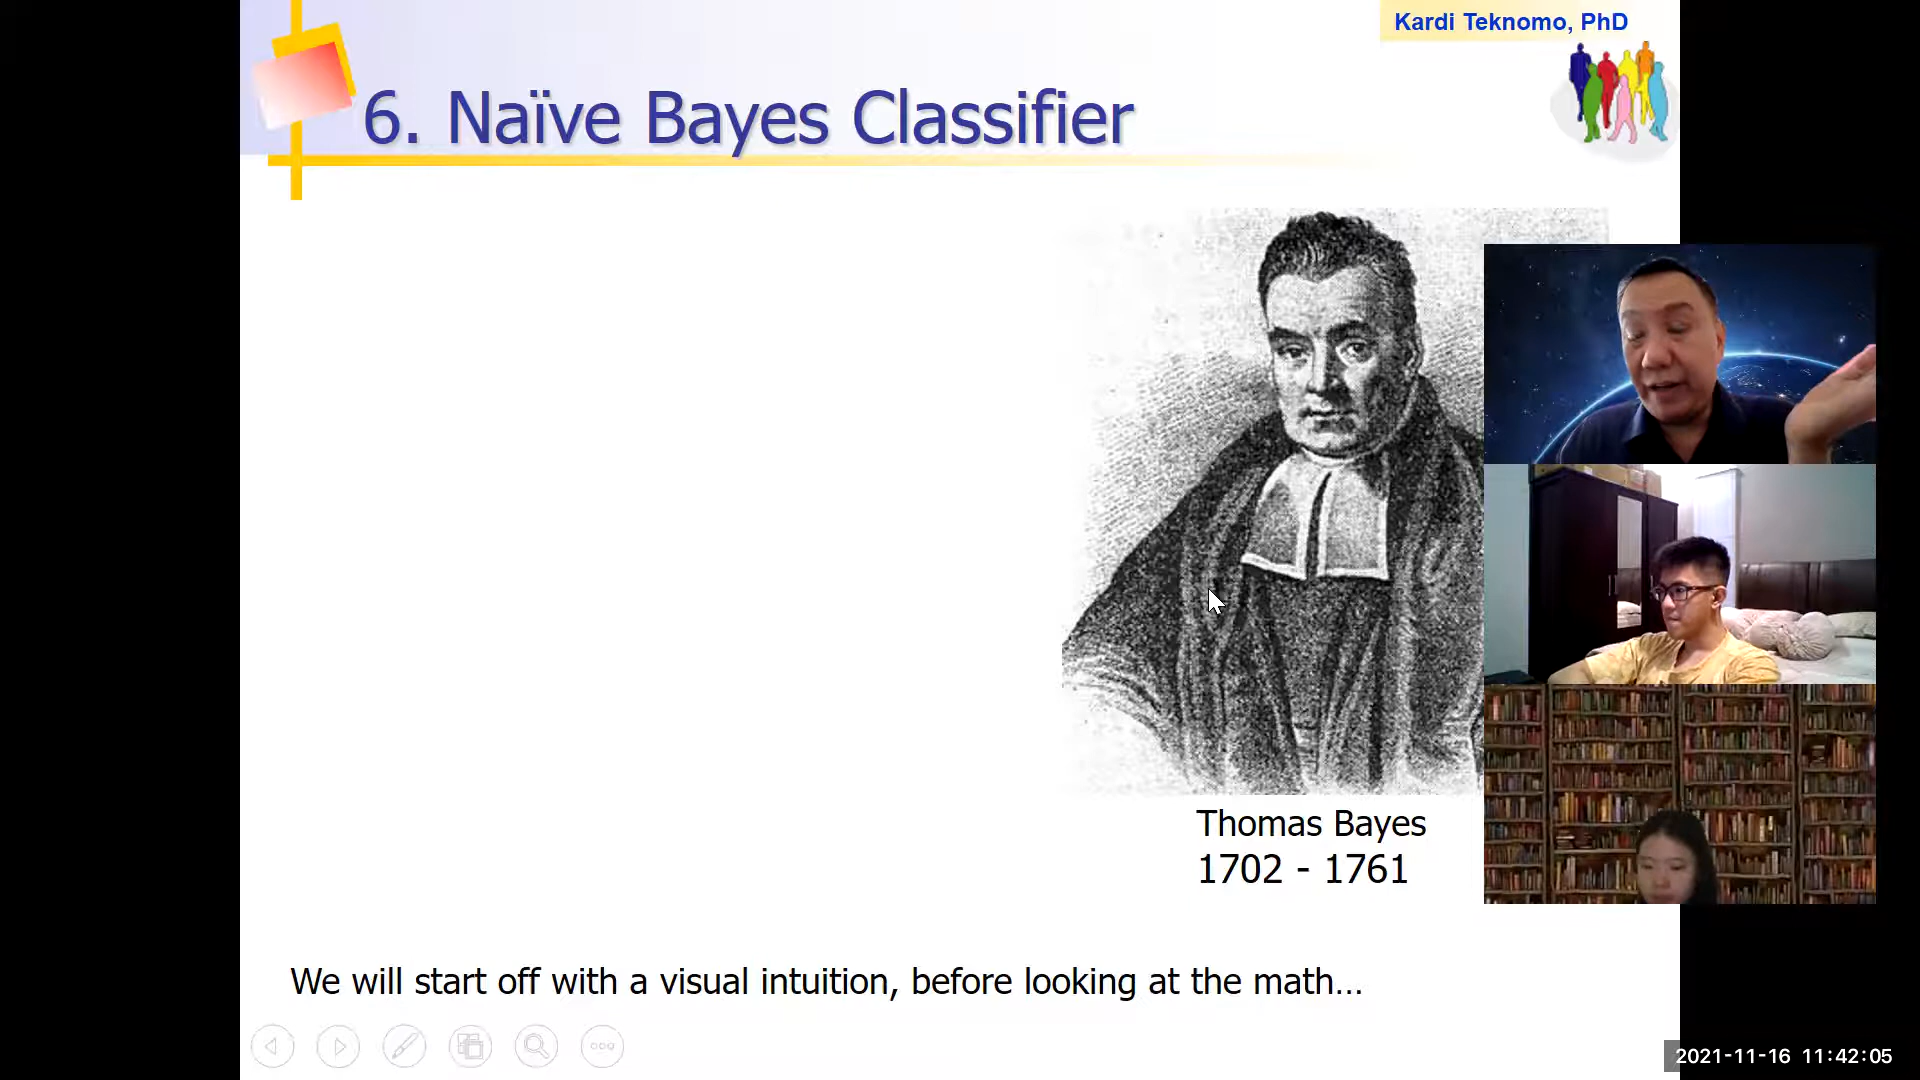 Kardi Teknomo, PhD
6. Naïve Bayes Classifier
Thomas Bayes
1702 - 1761
We will start off with a visual intuition, before looking at the math…
2021-11-16 11:42:05